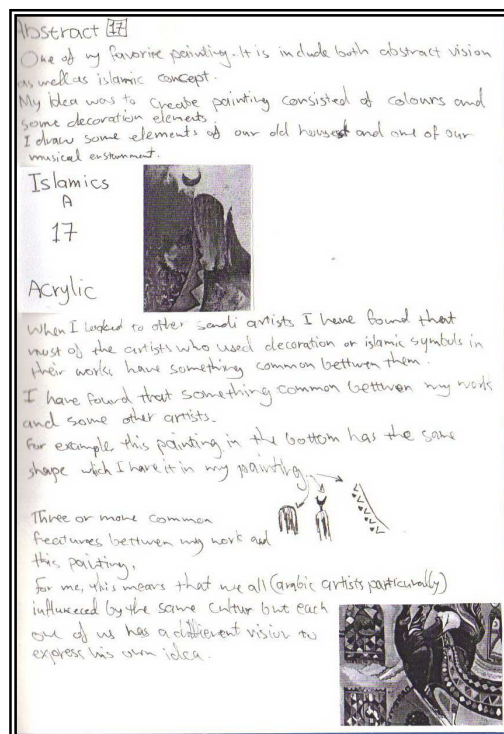 Abstract 17
One of my favorite painting. It is include both abstract vision
as well as islamic concept.
My Idea was to create painting consisted of colours and
some decoration elements.
I draw some elements of our old houses and one of our
musical enstrument.
Islamics
A
17
Acrylic
When I looked to other saudi artists I have found that
most of the artists who used decoration or islamic symbols in
their works have something common bettwen them.
I have found that something common bettwen my work
and some other artists.
For example this painting in the bottom has the same
shape which I have it in my painting.
Three or more common
features bettwen my work and
this painting.
For me, this means that we all (arabic artists particularly)
influneced by the same cultur but each
one of us has a different vision to
express his own idea.